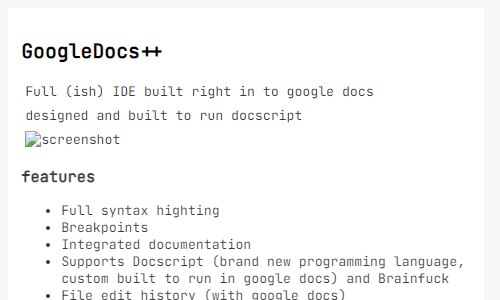 GoogleDocs++
Full (ish) IDE built right in to google docs
designed and built to run docscript
screenshot
features
• Full syntax highting
• Breakpoints
• Integrated documentation
• Supports Docscript (brand new programming language,
custom built to run in google docs) and Brainfuck
• File edit history (with google docs)